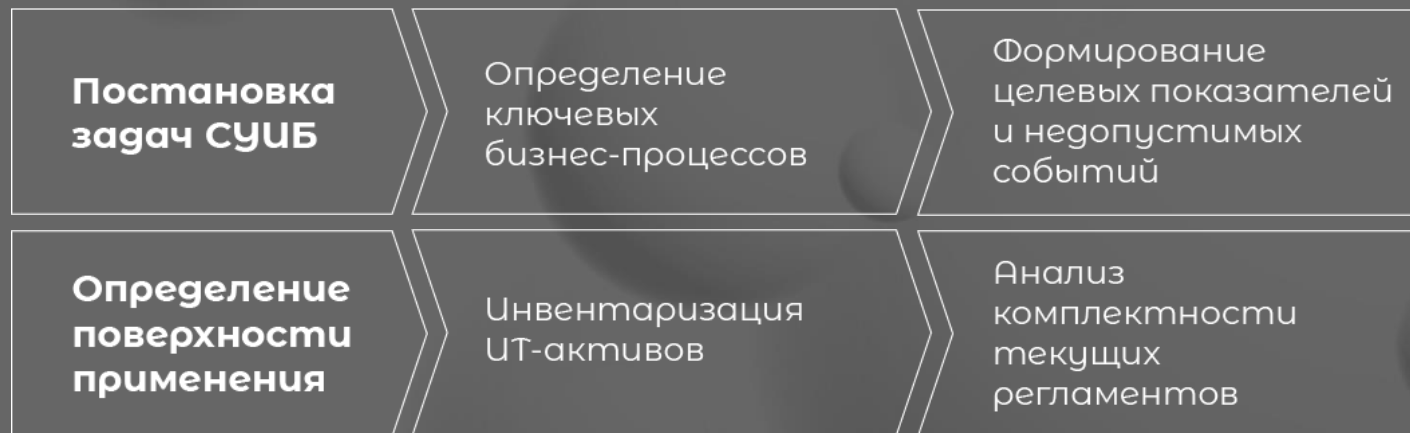 Постановка
задач СУИБ
Определение
ключевых
бизнес-процессов
Формирование
целевых показателей
и недопустимых
событий
Определение
поверхности
применения
Инвентаризация
ИТ-активов
Анализ
комплектности
текущих
регламентов